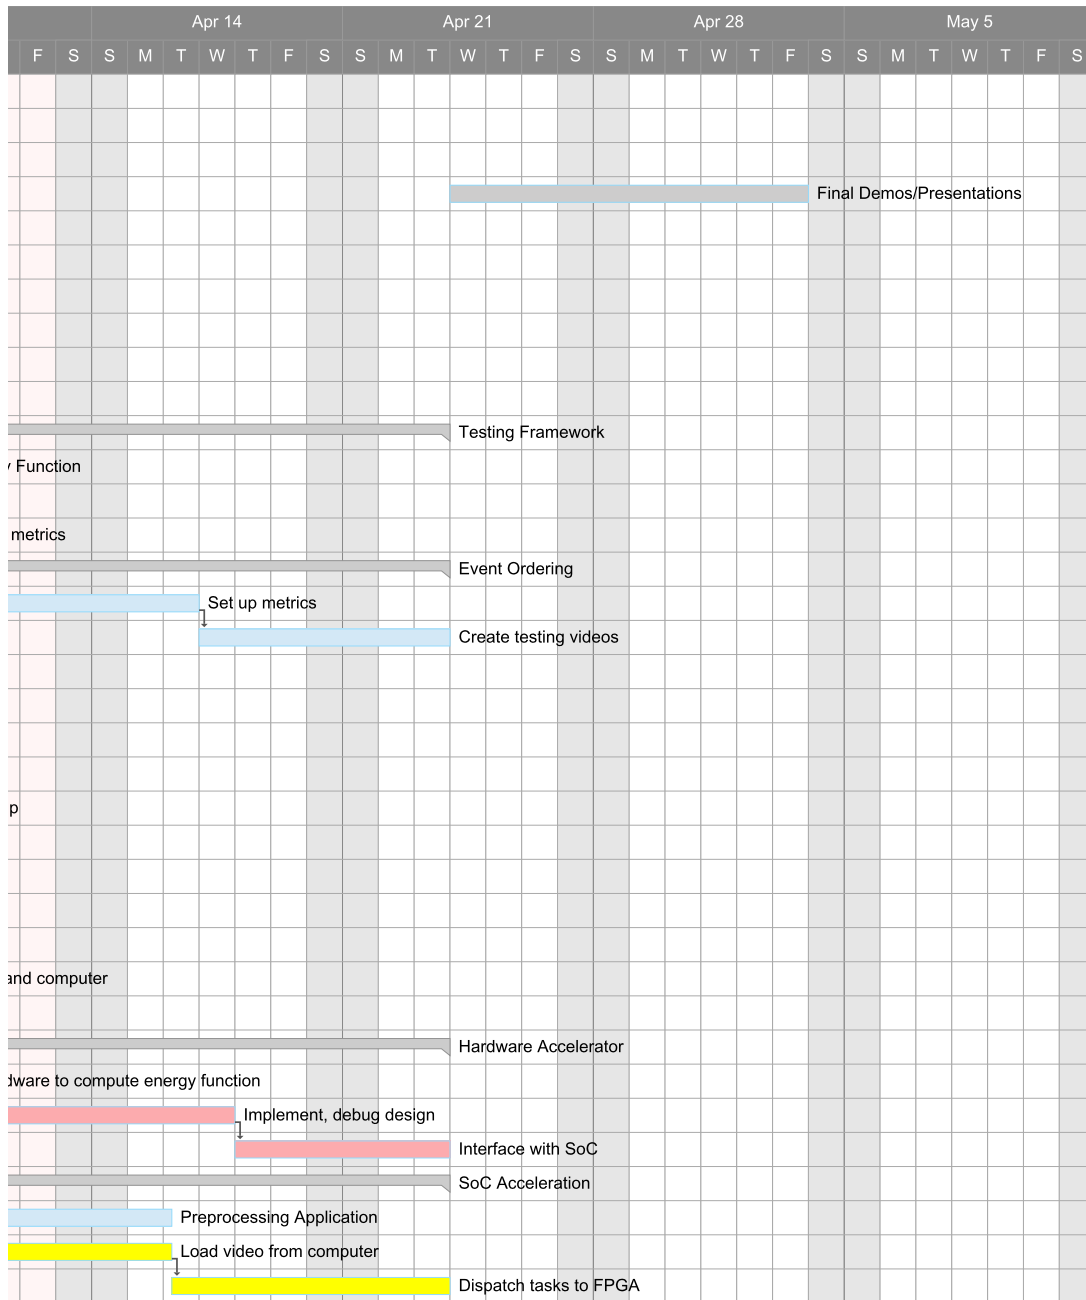 Apr 14 Apr 21 Apr 28 May 5
F S S M T W T F S S M T W T F S S M T W T F S S M T W T F S
Final Demos/Presentations
Testing Framework
Function
metrics
Event Ordering
Set up metrics
Create testing videos
p
and computer
Hardware Accelerator
dware to compute energy function
Implement, debug design
Interface with SoC
SoC Acceleration
Preprocessing Application
Load video from computer
Dispatch tasks to FPGA